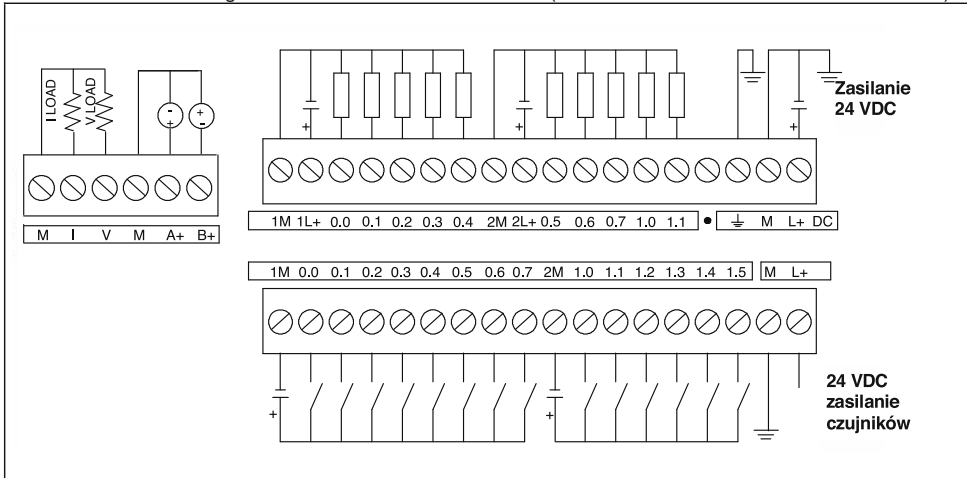 I LOAD
V LOAD
M I V M A+ B+
Zasilanie
24 VDC
1M 1L+ 0.0 0.1 0.2 0.3 0.4 2M 2L+ 0.5 0.6 0.7 1.0 1.1 • M L+ DC
1M 0.0 0.1 0.2 0.3 0.4 0.5 0.6 0.7 2M 1.0 1.1 1.2 1.3 1.4 1.5 M L+
24 VDC
zasilanie
czujników